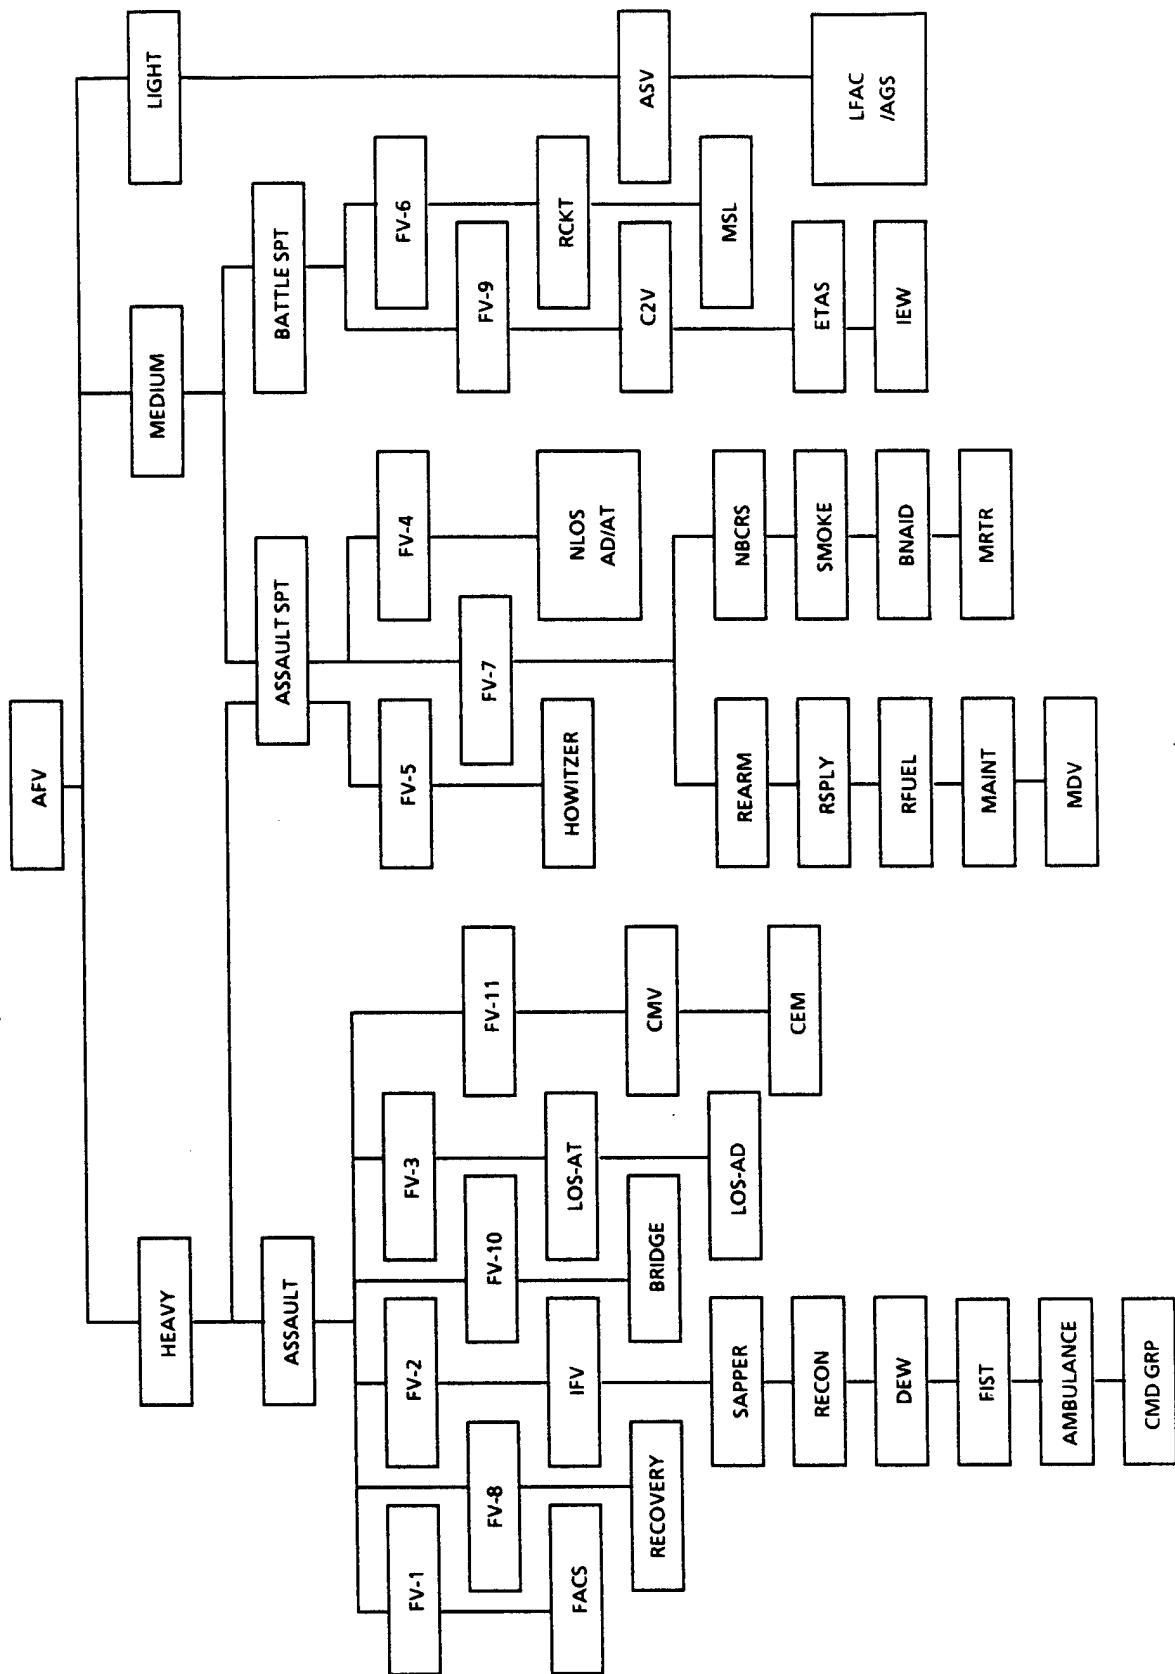 AFV
HEAVY
MEDIUM
LIGHT
ASSAULT
ASSAULT SPT
BATTLE SPT
FV-1
FV-2
FV-3
FV-5
FV-4
FV-6
FV-8
FV-10
FV-11
FV-7
FV-9
FACS
IFV
LOS-AT
HOWITZER
NLOS
AD/AT
RCKT
RECOVERY
BRIDGE
CMV
C2V
ASV
SAPPER
LOS-AD
REARM
NBCRS
MSL
RECON
CEM
RSPLY
SMOKE
ETAS
LFAC
/AGS
DEW
RFUEL
BNAID
IEW
FIST
MAINT
MRTR
AMBULANCE
MDV
CMD GRP